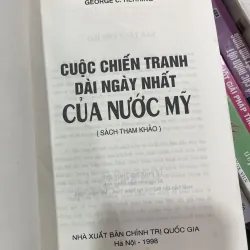 GEORGE C. HERRING
CUỘC CHIẾN TRANH
DÀI NGÀY NHẤT
CỦA NƯỚC MỸ
( SÁCH THAM KHẢO )
NHÀ XUẤT BẢN CHÍNH TRỊ QUỐC GIA
Hà Nội - 1998